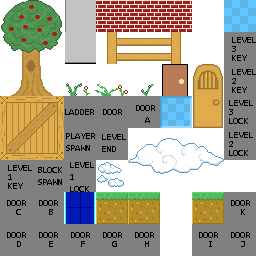 LEVEL
3
KEY
LEVEL
2
KEY
LADDER
DOOR
DOOR
A
LEVEL
3
LOCK
PLAYER
SPAWN
LEVEL
END
LEVEL
2
LOCK
LEVEL
1
KEY
BLOCK
SPAWN
LEVEL
1
LOCK
DOOR
C
DOOR
B
DOOR
K
DOOR
D
DOOR
E
DOOR
F
DOOR
G
DOOR
H
DOOR
I
DOOR
J